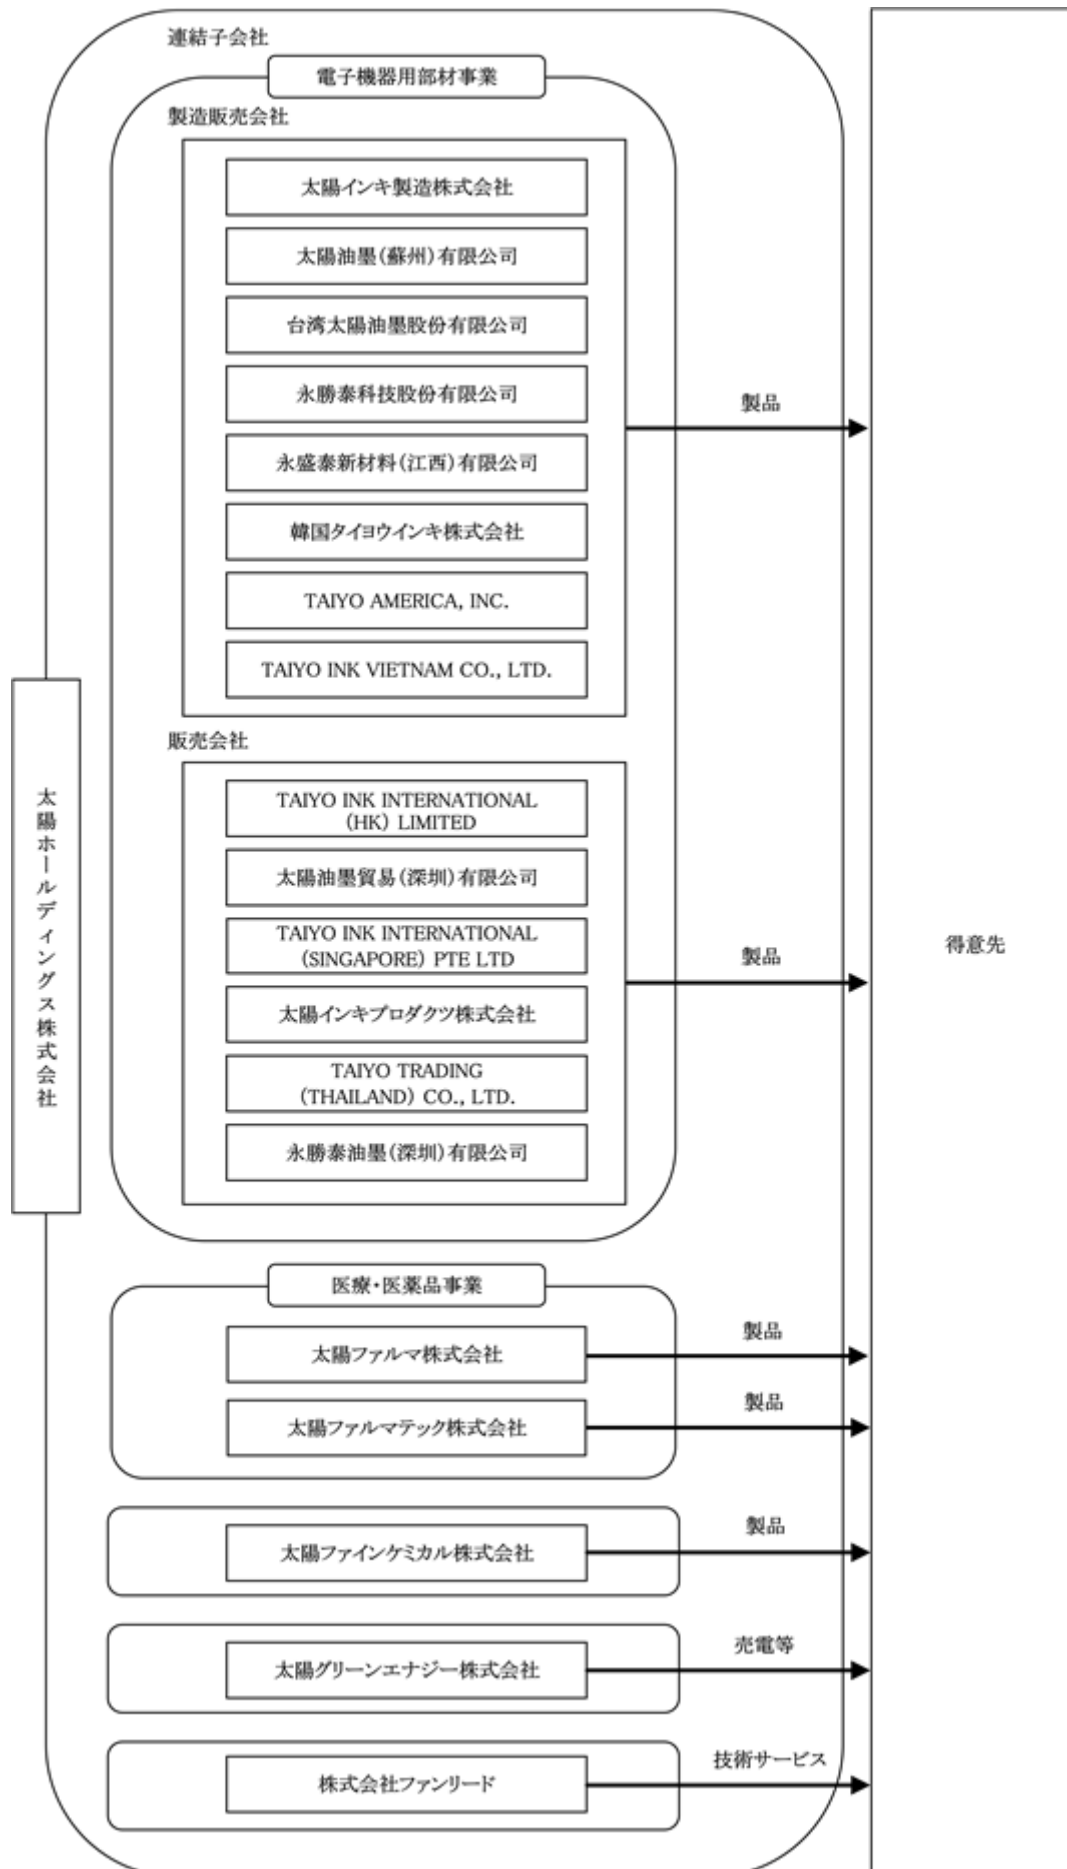 連結子会社
電子機器用部材事業
製造販売会社
太陽インキ製造株式会社
太陽油墨(蘇州)有限公司
台湾太陽油墨股份有限公司
永勝泰科技股份有限公司
製品
永盛泰新材料(江西)有限公司
韓国タイヨウインキ株式会社
TAIYO AMERICA, INC.
TAIYO INK VIETNAM CO., LTD.
販売会社
太陽ホールディングス株式会社
TAIYO INK INTERNATIONAL
(HK) LIMITED
太陽油墨貿易(深圳)有限公司
TAIYO INK INTERNATIONAL
(SINGAPORE) PTE LTD
製品
得意先
太陽インキプロダクツ株式会社
TAIYO TRADING
(THAILAND) CO., LTD.
永勝泰油墨(深圳)有限公司
医療・医薬品事業
太陽ファルマ株式会社
製品
太陽ファルマテック株式会社
製品
太陽ファインケミカル株式会社
製品
太陽グリーンエナジー株式会社
売電等
株式会社ファンリード
技術サービス